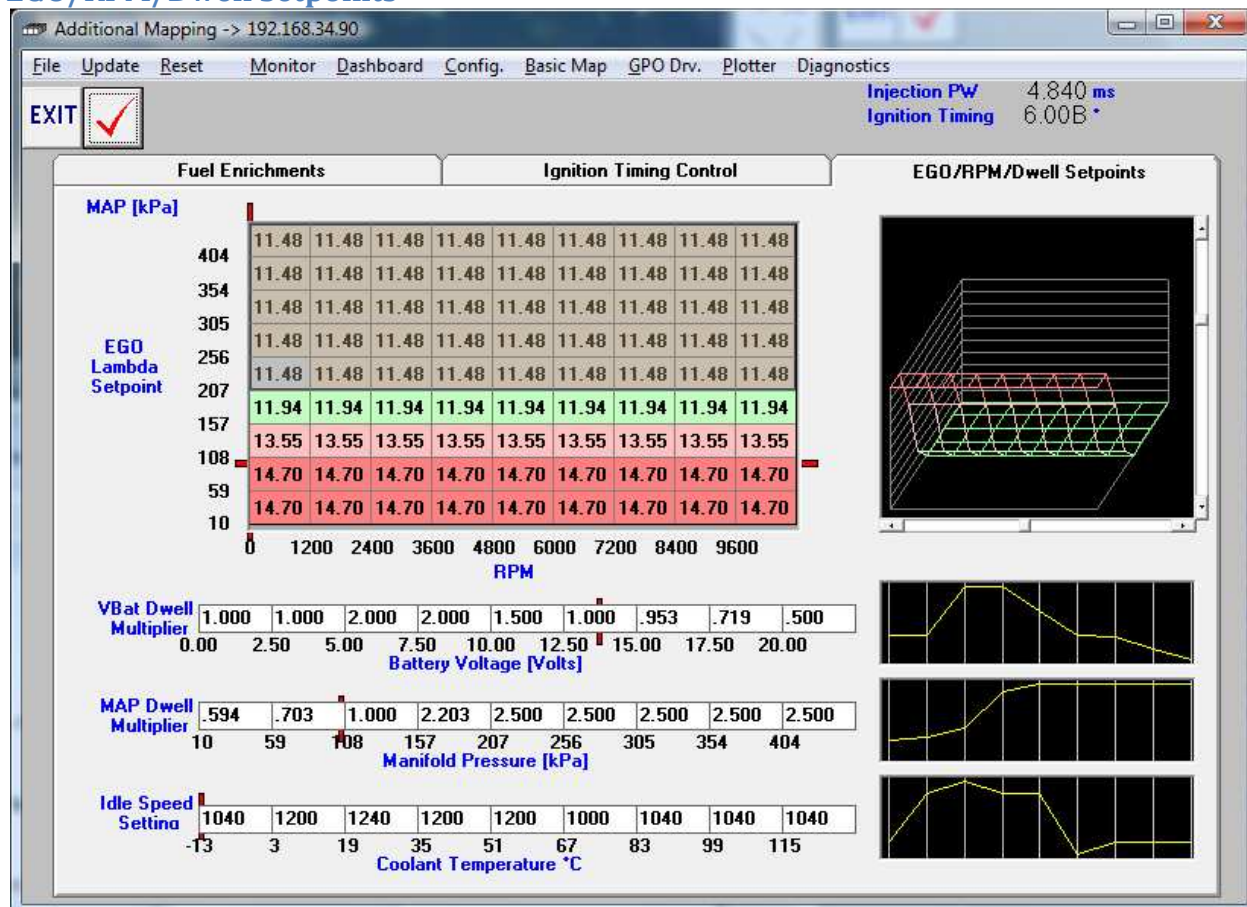 Additional Mapping -> 192.168.34.90
File Update Reset Monitor Dashboard Config. Basic Map GPO Drv. Plotter Diagnostics
EXIT
Injection PW 4.840 ms
Ignition Timing 6.00B °
Fuel Enrichments Ignition Timing Control EGO/RPM/Dwell Setpoints
MAP [kPa]
11.48 11.48 11.48 11.48 11.48 11.48 11.48 11.48 11.48
404
11.48 11.48 11.48 11.48 11.48 11.48 11.48 11.48 11.48
354
11.48 11.48 11.48 11.48 11.48 11.48 11.48 11.48 11.48
305
11.48 11.48 11.48 11.48 11.48 11.48 11.48 11.48 11.48
256
11.48 11.48 11.48 11.48 11.48 11.48 11.48 11.48 11.48
207
11.94 11.94 11.94 11.94 11.94 11.94 11.94 11.94 11.94
157
13.55 13.55 13.55 13.55 13.55 13.55 13.55 13.55 13.55
108
14.70 14.70 14.70 14.70 14.70 14.70 14.70 14.70 14.70
59
14.70 14.70 14.70 14.70 14.70 14.70 14.70 14.70 14.70
10
EGO
Lambda
Setpoint
0 1200 2400 3600 4800 6000 7200 8400 9600
RPM
VBat Dwell
Multiplier
1.000 1.000 2.000 2.000 1.500 1.000 .953 .719 .500
0.00 2.50 5.00 7.50 10.00 12.50 15.00 17.50 20.00
Battery Voltage [Volts]
MAP Dwell
Multiplier
.594 .703 1.000 2.203 2.500 2.500 2.500 2.500 2.500
10 59 108 157 207 256 305 354 404
Manifold Pressure [kPa]
Idle Speed
Setting
1040 1200 1240 1200 1200 1000 1040 1040 1040
-13 3 19 35 51 67 83 99 115
Coolant Temperature °C